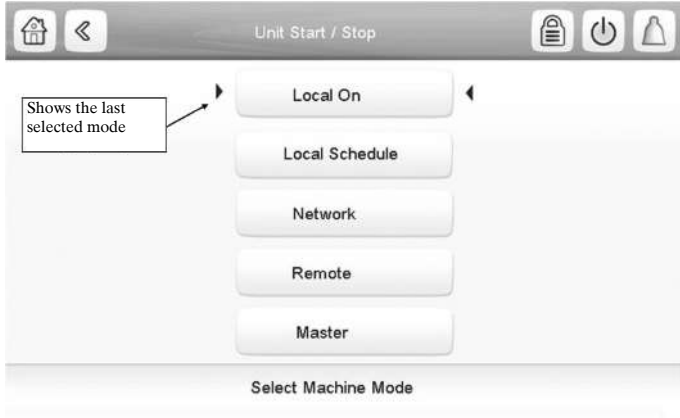 Unit Start / Stop
Shows the last
selected mode
Local On
Local Schedule
Network
Remote
Master
Select Machine Mode